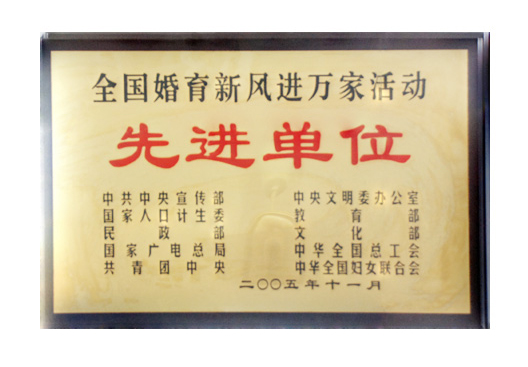 全国婚育新风进万家活动
先进单位
中共中央宣传部 中央文明委办公室
国家人口计生委 教育部
民政部 文化部
国家广电总局 中华全国总工会
共青团中央 中华全国妇女联合会
二〇〇五年十一月